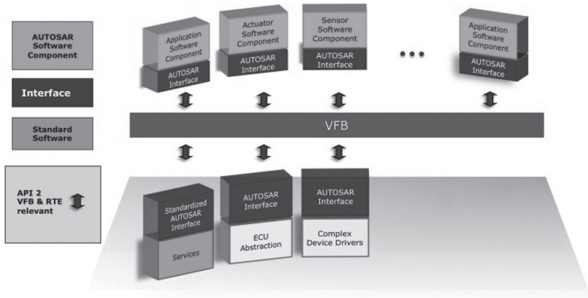 AUTOSAR
Software
Component
Interface
Standard
Software
API 2
VFB & RTE
relevant
Application
Software
Component
AUTOSAR
Interface
Actuator
Software
Component
AUTOSAR
Interface
Sensor
Software
Component
AUTOSAR
Interface
Application
Software
Component
AUTOSAR
Interface
VFB
Standardized
AUTOSAR
Interface
Services
AUTOSAR
Interface
ECU
Abstraction
AUTOSAR
Interface
Complex
Device Drivers